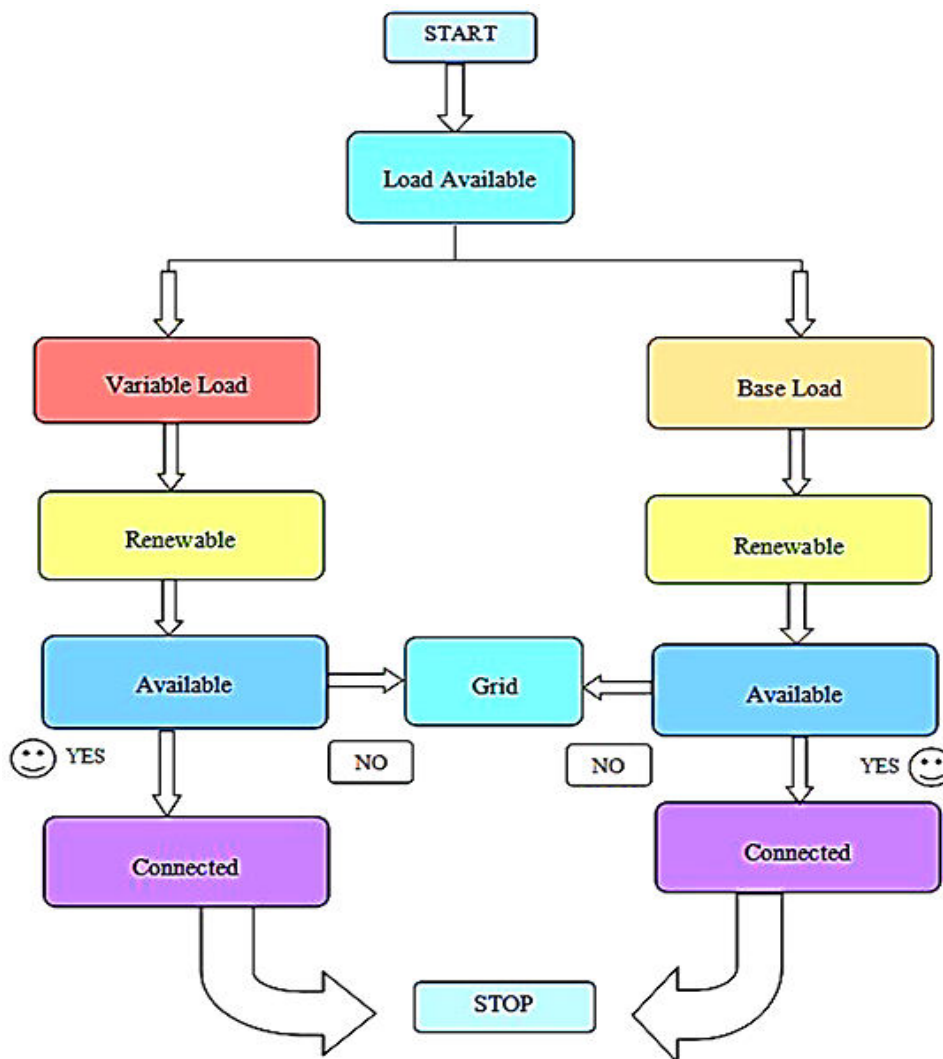 START
Load Available
Variable Load
Base Load
Renewable
Renewable
Available
Grid
Available
YES
NO
NO
YES
Connected
Connected
STOP